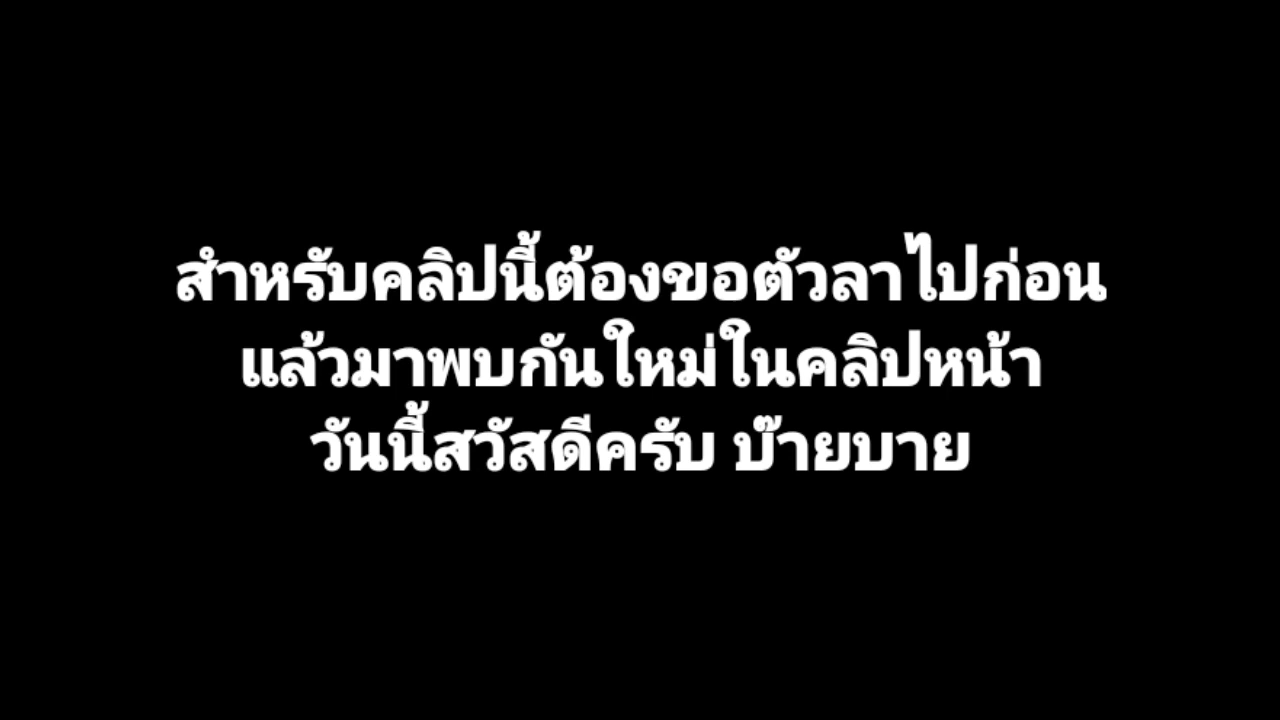 สำหรับคลิปนี้ต้องขอตัวลาไปก่อน
แล้วมาพบกันใหม่ในคลิปหน้า
วันนี้สวัสดีครับ บ๊ายบาย